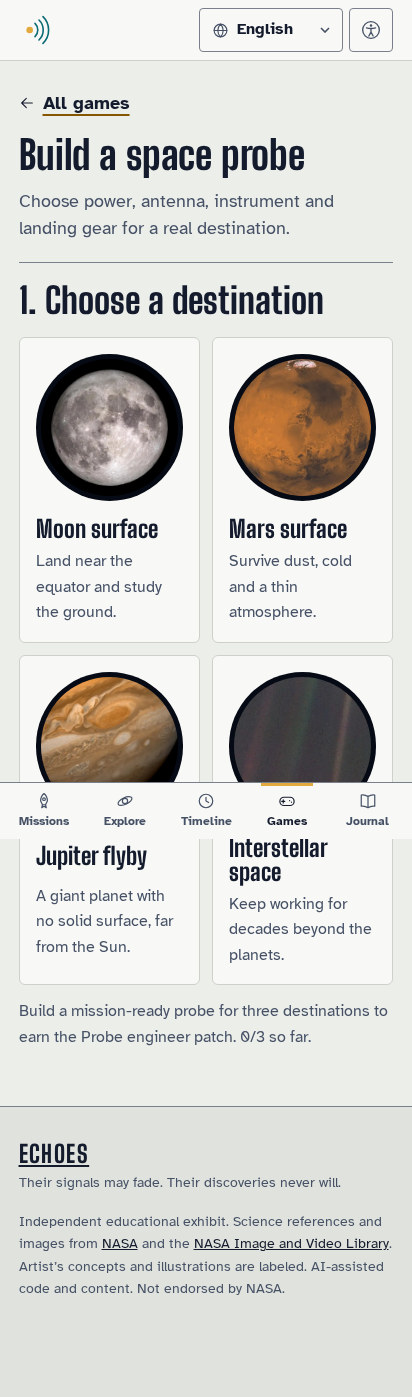 English
All games
Build a space probe
Choose power, antenna, instrument and
landing gear for a real destination.
1. Choose a destination
Moon surface
Land near the
equator and study
the ground.
Mars surface
Survive dust, cold
and a thin
atmosphere.
Missions
Explore
Timeline
Games
Journal
Jupiter flyby
A giant planet with
no solid surface, far
from the Sun.
Interstellar
space
Keep working for
decades beyond the
planets.
Build a mission-ready probe for three destinations to
earn the Probe engineer patch. 0/3 so far.
ECHOES
Their signals may fade. Their discoveries never will.
Independent educational exhibit. Science references and
images from NASA and the NASA Image and Video Library.
Artist's concepts and illustrations are labeled. AI-assisted
code and content. Not endorsed by NASA.